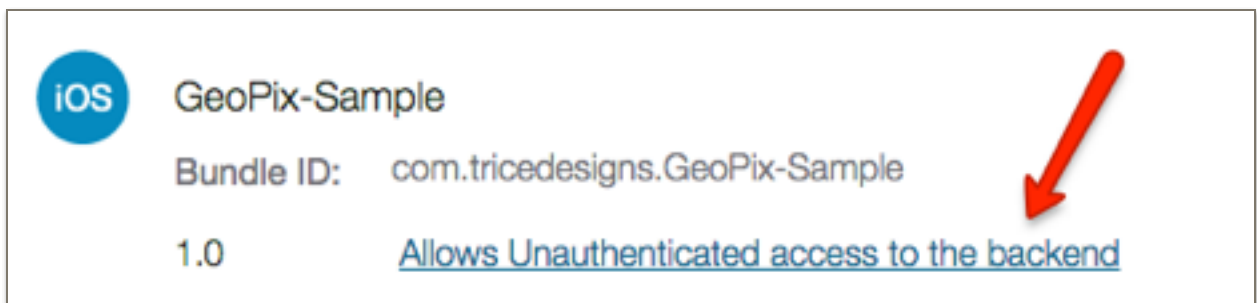 iOS
GeoPix-Sample
Bundle ID: com.tricedesigns.GeoPix-Sample
1.0 Allows Unauthenticated access to the backend